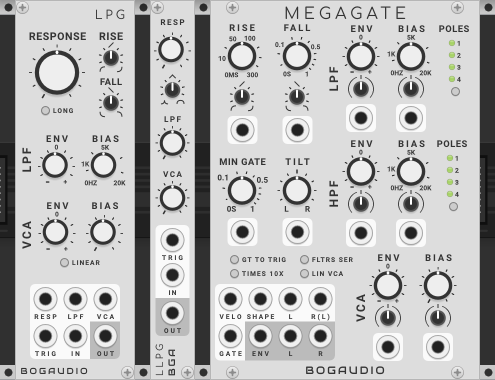 LPG
RESPONSE
RISE
FALL
LONG
LPF
ENV
BIAS
5K
0
1K
- +
0HZ 20K
VCA
ENV
BIAS
0
- +
LINEAR
RESP LPF VCA
TRIG IN OUT
BOGAUDIO
RESP
LPF
VCA
TRIG
IN
OUT
LLPG
BGA
MEGAGATE
RISE
50 100
10
0MS 300
FALL
0.1 0.5
0S 1
LPF
ENV
0
- +
BIAS
5K
1K
0HZ 20K
POLES
1
2
3
4
MIN GATE
0.1 0.5
0S 1
TILT
L R
HPF
ENV
0
- +
BIAS
5K
1K
0HZ 20K
POLES
1
2
3
4
GT TO TRIG
FLTRS SER
TIMES 10X
LIN VCA
VCA
ENV
0
- +
BIAS
VELO SHAPE L R(L)
GATE ENV L R
BOGAUDIO